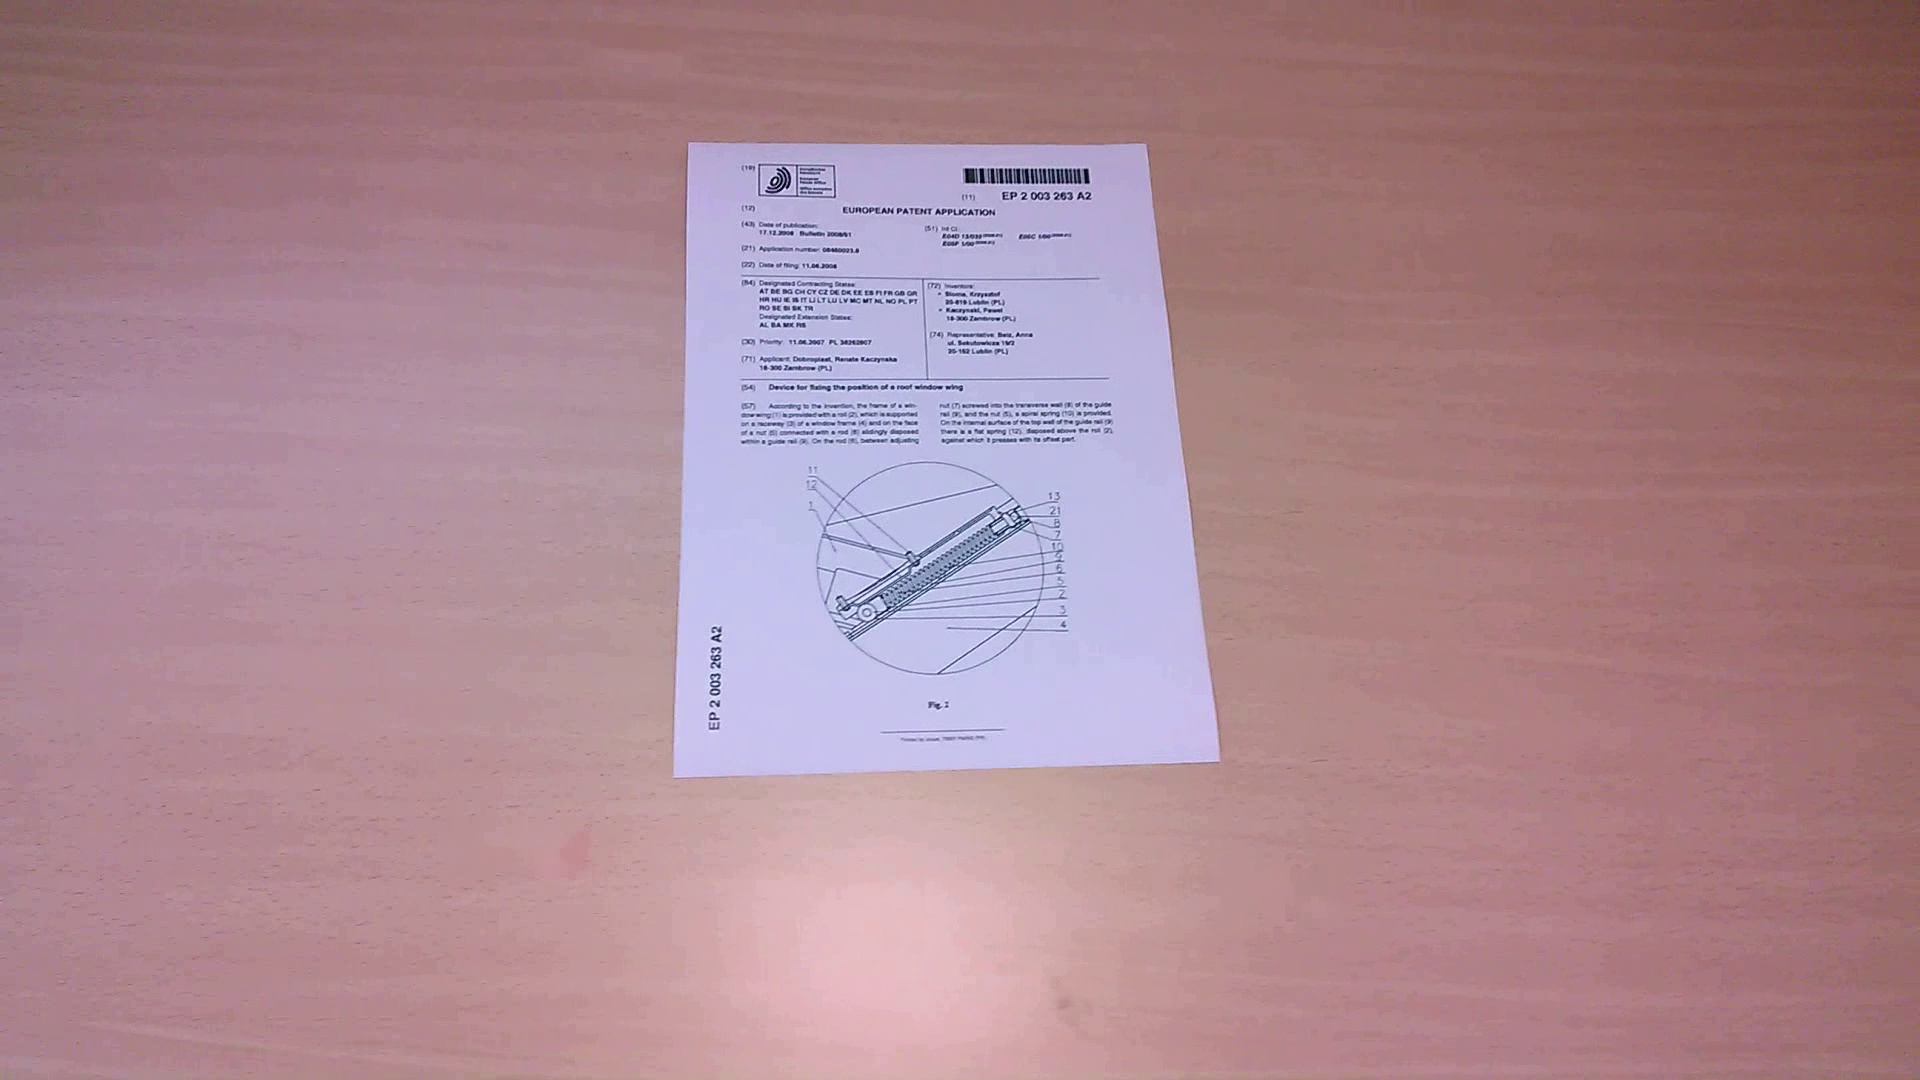 (19)
Europäisches Patentamt
European Patent Office
Office européen des brevets
(11) EP 2 003 263 A2
(12) EUROPEAN PATENT APPLICATION
(43) Date of publication:
17.12.2008 Bulletin 2008/51
(21) Application number: 08460023.8
(22) Date of filing: 11.06.2008
(51) Int Cl.:
E04D 13/035 E05C 1/00
E05F 1/00
(84) Designated Contracting States:
AT BE BG CH CY CZ DE DK EE ES FI FR GB GR
HR HU IE IS IT LI LT LU LV MC MT NL NO PL PT
RO SE SI SK TR
Designated Extension States:
AL BA MK RS
(30) Priority: 11.06.2007 PL 38262607
(71) Applicant: Dobroplast, Renata Kaczynska
18-300 Zambrow (PL)
(72) Inventors:
• Sloma, Krzysztof
20-819 Lublin (PL)
• Kaczynski, Pawel
18-300 Zambrow (PL)
(74) Representative: Belz, Anna
ul. Sekutowicza 19/2
20-152 Lublin (PL)
(54) Device for fixing the position of a roof window wing
(57) According to the invention, the frame of a win-
dow wing (1) is provided with a roll (2), which is supported
on a raceway (3) of a window frame (4) and on the face
of a nut (5) connected with a rod (6) slidingly disposed
within a guide rail (9). On the rod (6), between adjusting
nut (7) screwed into the transverse wall (8) of the guide
rail (9), and the nut (5), a spiral spring (10) is provided.
On the internal surface of the top wall of the guide rail (9)
there is a flat spring (12), disposed above the roll (2),
against which it presses with its offset part.
11
12
1
13
21
8
7
10
9
6
5
2
3
4
Fig. 2
EP 2 003 263 A2
Printed by Jouve, 75001 PARIS (FR)